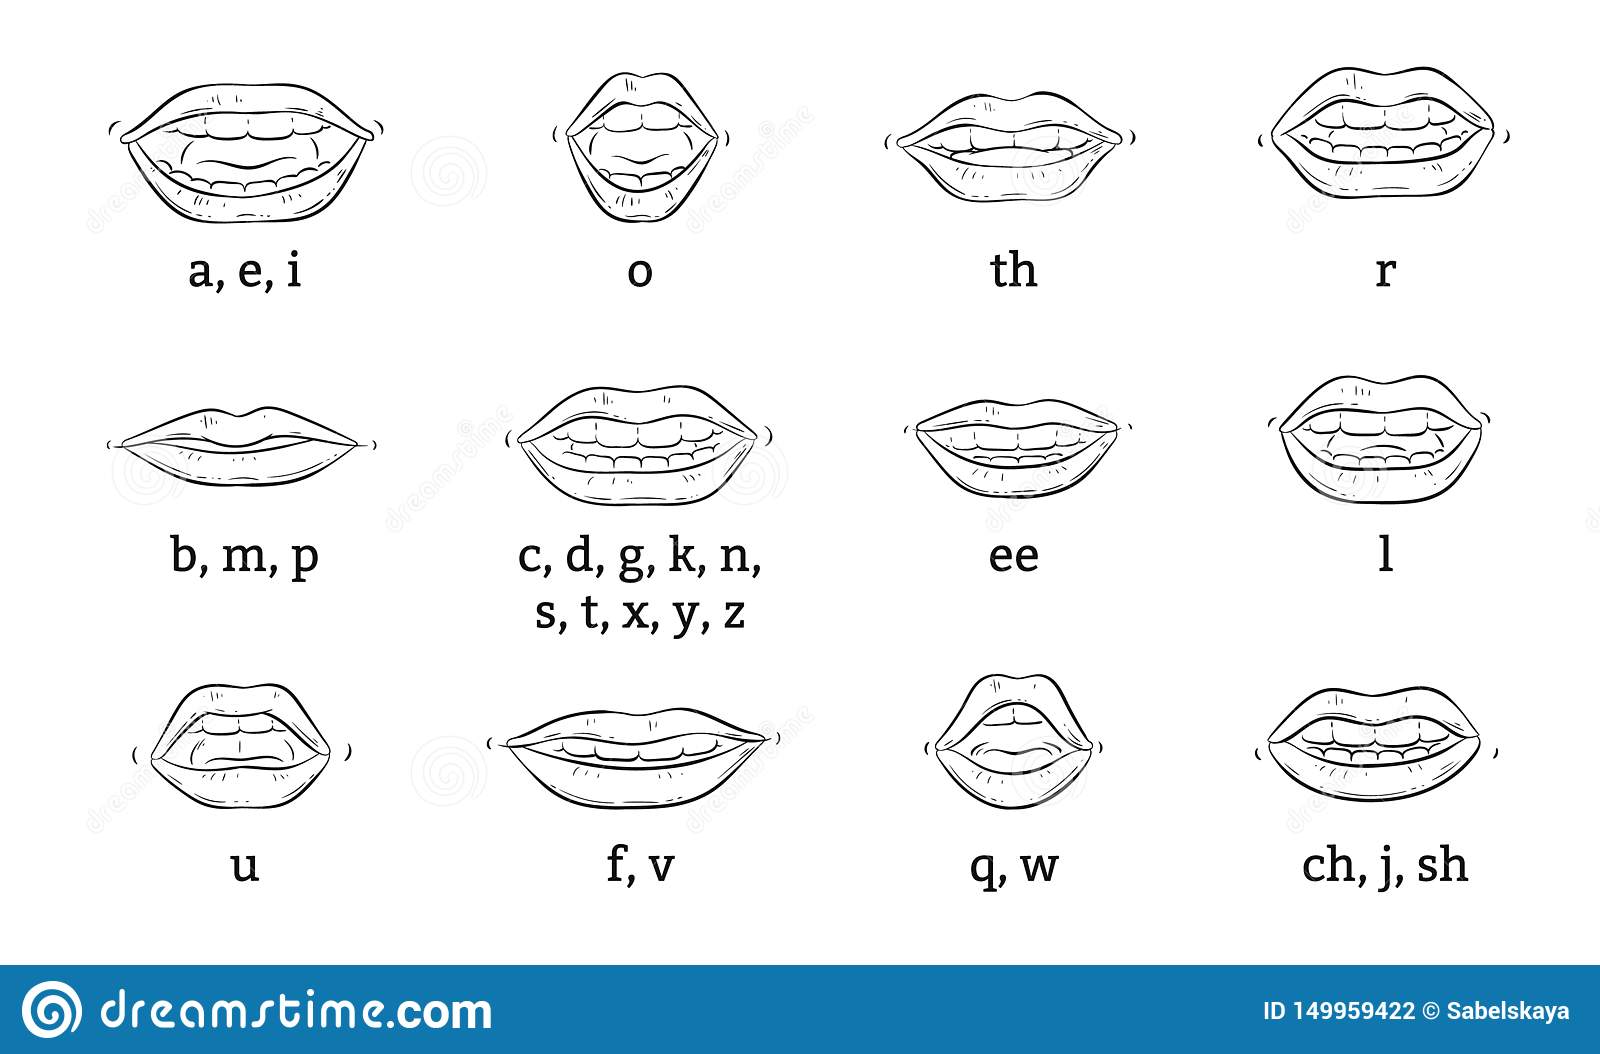 a, e, i
o
th
r
b, m, p
c, d, g, k, n,
s, t, x, y, z
ee
l
u
f, v
q, w
ch, j, sh
dreamstime.com
ID 149959422 © Sabelskaya